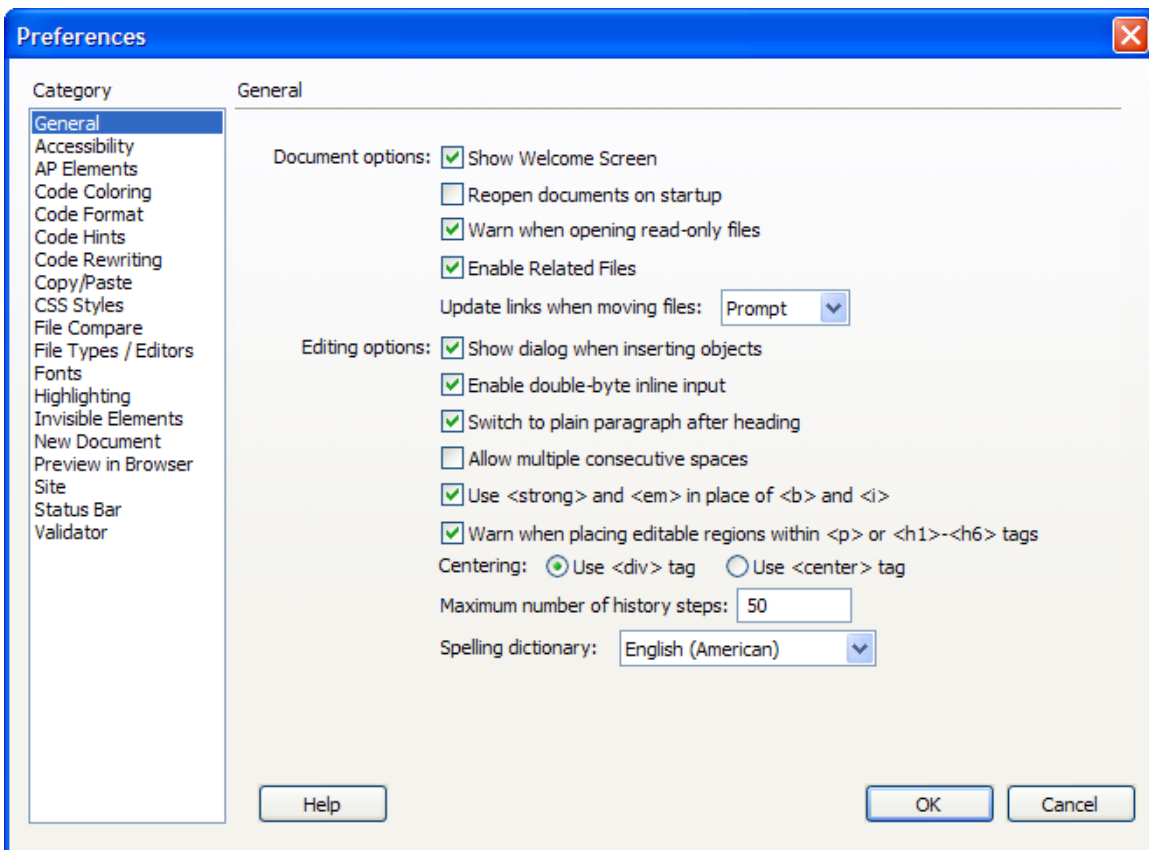 Preferences
Category
General
Accessibility
AP Elements
Code Coloring
Code Format
Code Hints
Code Rewriting
Copy/Paste
CSS Styles
File Compare
File Types / Editors
Fonts
Highlighting
Invisible Elements
New Document
Preview in Browser
Site
Status Bar
Validator
General
Document options: Show Welcome Screen
Reopen documents on startup
Warn when opening read-only files
Enable Related Files
Update links when moving files: Prompt
Editing options: Show dialog when inserting objects
Enable double-byte inline input
Switch to plain paragraph after heading
Allow multiple consecutive spaces
Use <strong> and <em> in place of <b> and <i>
Warn when placing editable regions within <p> or <h1>-<h6> tags
Centering: Use <div> tag Use <center> tag
Maximum number of history steps: 50
Spelling dictionary: English (American)
Help OK Cancel